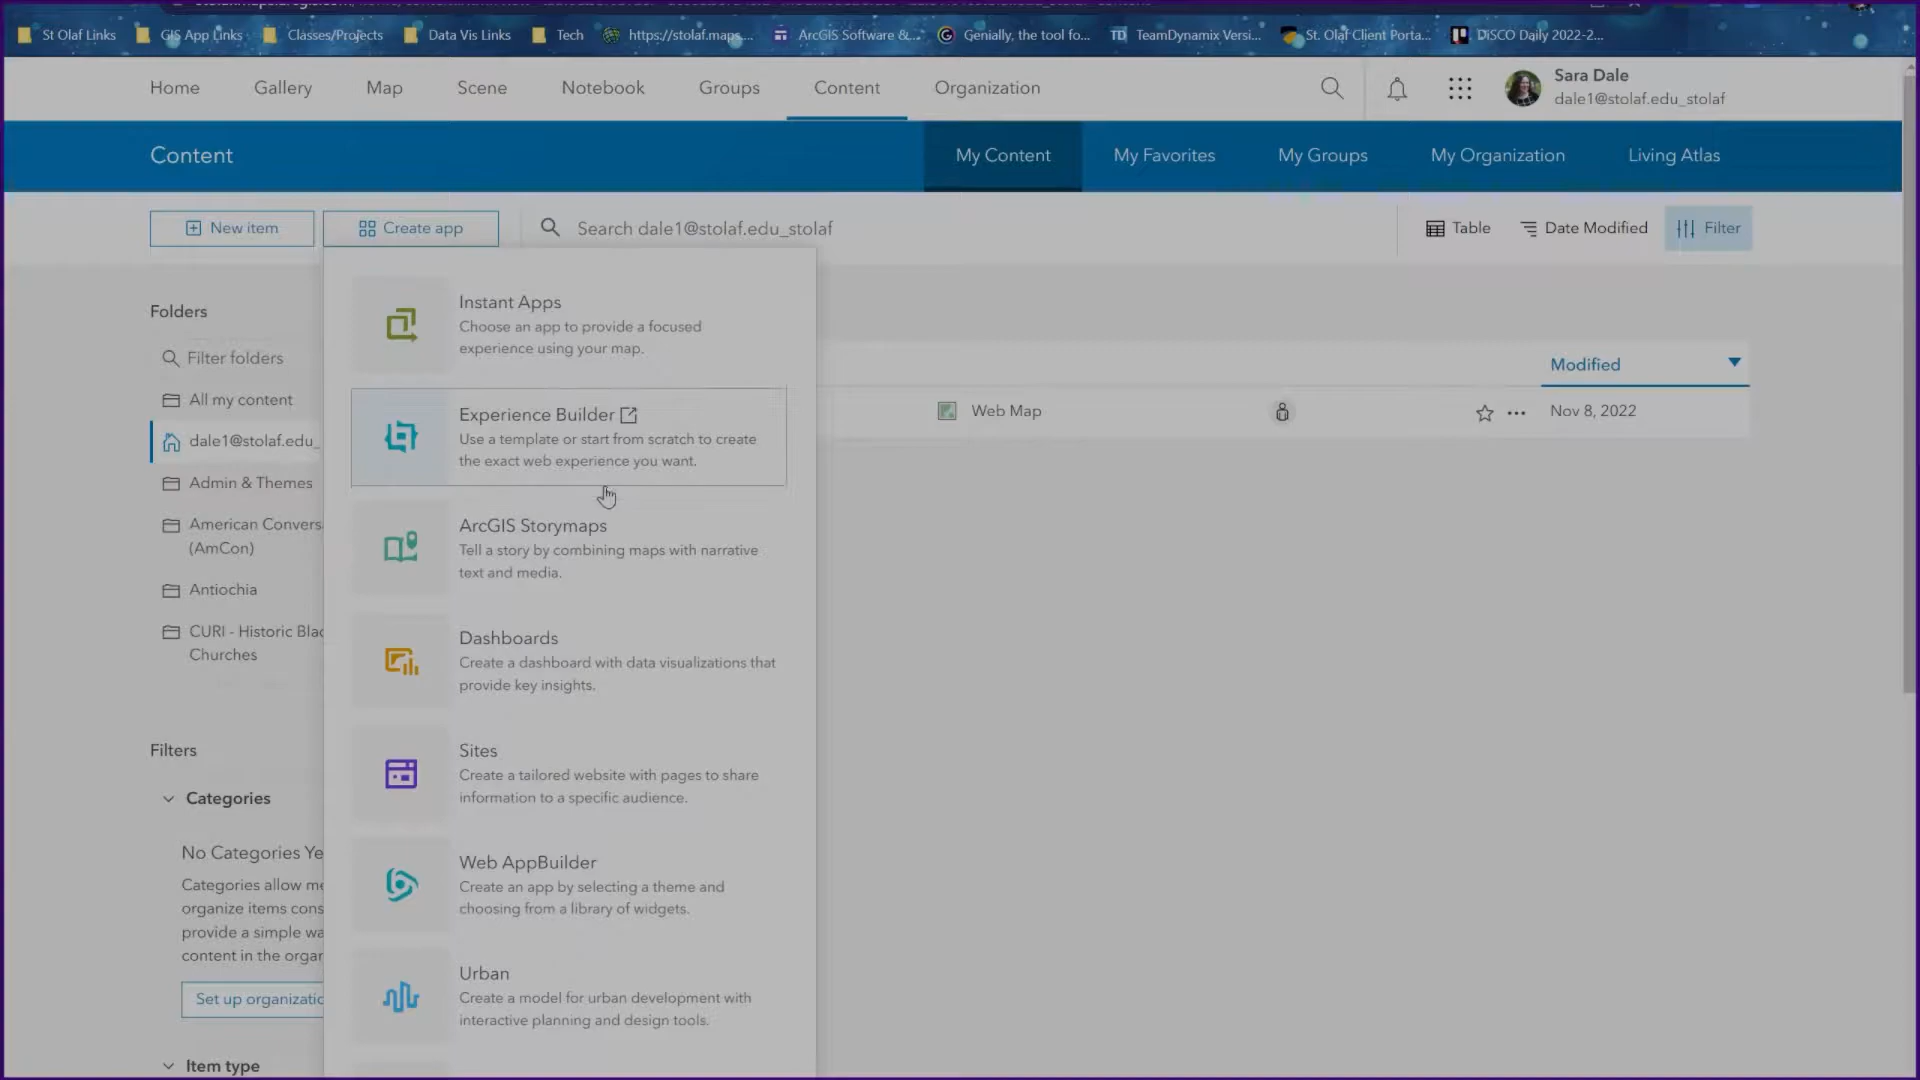 St Olaf Links
GIS App Links
Classes/Projects
Data Vis Links
Tech
https://stolaf.maps....
ArcGIS Software &...
Genially, the tool fo...
TD TeamDynamix Versi...
St. Olaf Client Porta...
DiSCO Daily 2022-2...
Home
Gallery
Map
Scene
Notebook
Groups
Content
Organization
Sara Dale
dale1@stolaf.edu_stolaf
Content
My Content
My Favorites
My Groups
My Organization
Living Atlas
New item
Create app
Search dale1@stolaf.edu_stolaf
Table
Date Modified
Filter
Folders
Filter folders
All my content
dale1@stolaf.edu_
Admin & Themes
American Convers
(AmCon)
Antiochia
CURI - Historic Blac
Churches
Filters
Categories
No Categories Ye
Categories allow me
organize items cons
provide a simple wa
content in the organ
Set up organizatio
Item type
Instant Apps
Choose an app to provide a focused
experience using your map.
Experience Builder
Use a template or start from scratch to create
the exact web experience you want.
ArcGIS Storymaps
Tell a story by combining maps with narrative
text and media.
Dashboards
Create a dashboard with data visualizations that
provide key insights.
Sites
Create a tailored website with pages to share
information to a specific audience.
Web AppBuilder
Create an app by selecting a theme and
choosing from a library of widgets.
Urban
Create a model for urban development with
interactive planning and design tools.
Modified
Web Map
Nov 8, 2022